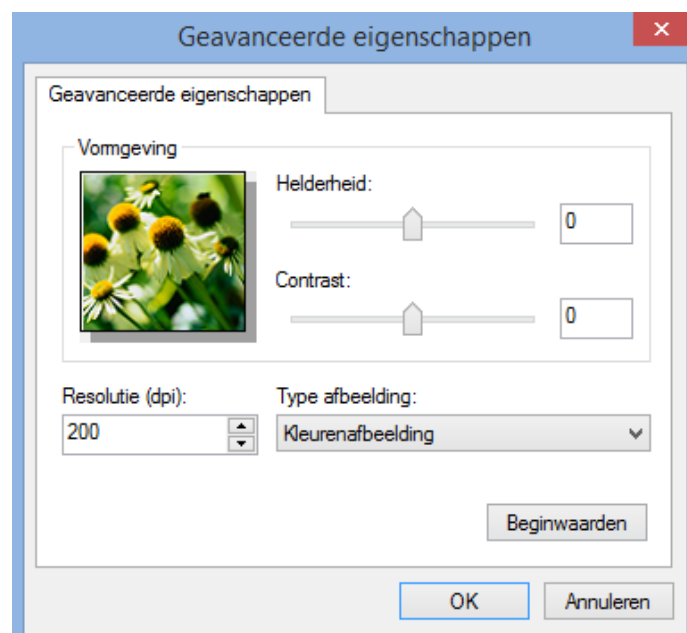 Geavanceerde eigenschappen
Geavanceerde eigenschappen
Vormgeving
Helderheid:
0
Contrast:
0
Resolutie (dpi):
Type afbeelding:
200
Kleurenafbeelding
Beginwaarden
OK
Annuleren